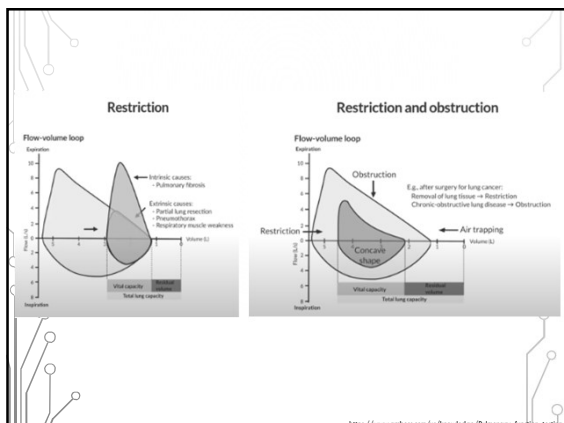 Restriction
Flow-volume loop
Expiration
Intrinsic causes:
- Pulmonary fibrosis
Extrinsic causes:
- Partial lung resection
- Pneumothorax
- Respiratory muscle weakness
Volume (L)
Flow (L/s)
Vital capacity
Residual volume
Total lung capacity
Inspiration
Restriction and obstruction
Flow-volume loop
Expiration
Obstruction
E.g., after surgery for lung cancer:
Removal of lung tissue → Restriction
Chronic-obstructive lung disease → Obstruction
Restriction
Air trapping
Volume (L)
Concave
shape
Flow (L/s)
Vital capacity
Residual
volume
Total lung capacity
Inspiration